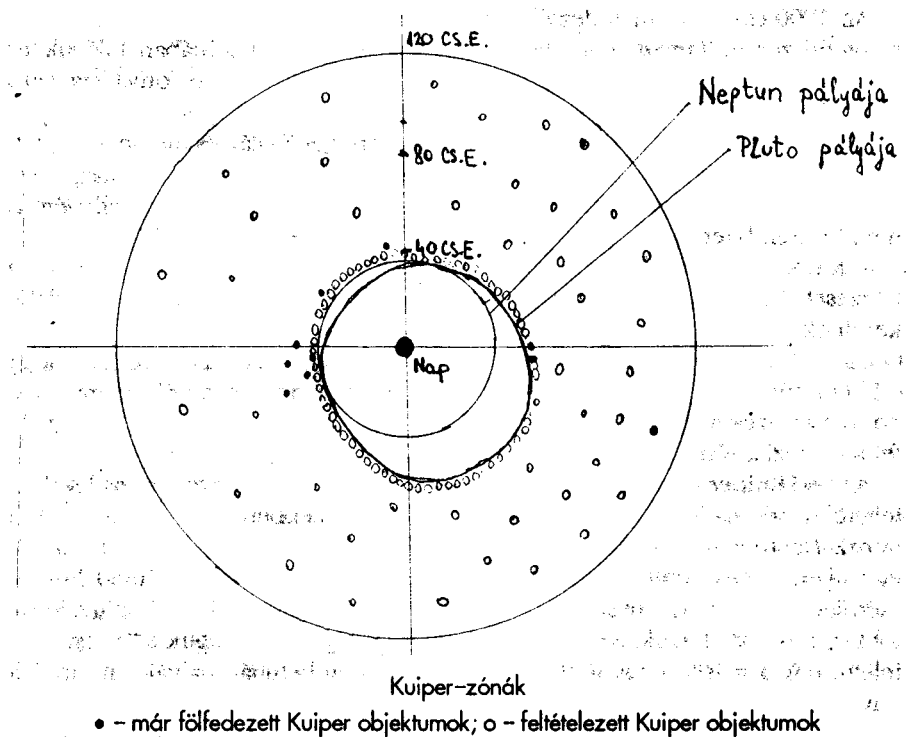 120 CS.E.
Neptun pályája
80 CS.E.
Pluto pályája
40 CS.E.
Nap
Kuiper-zónák
• – már fölfedezett Kuiper objektumok; o – feltételezett Kuiper objektumok